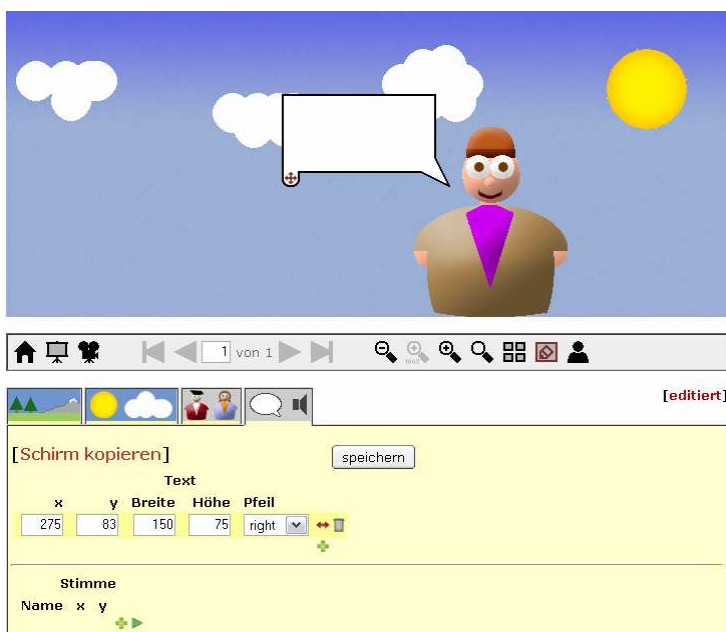 1 von 1
[editiert]
[Schirm kopieren]
speichern
Text
x y Breite Höhe Pfeil
275 83 150 75 right
Stimme
Name x y